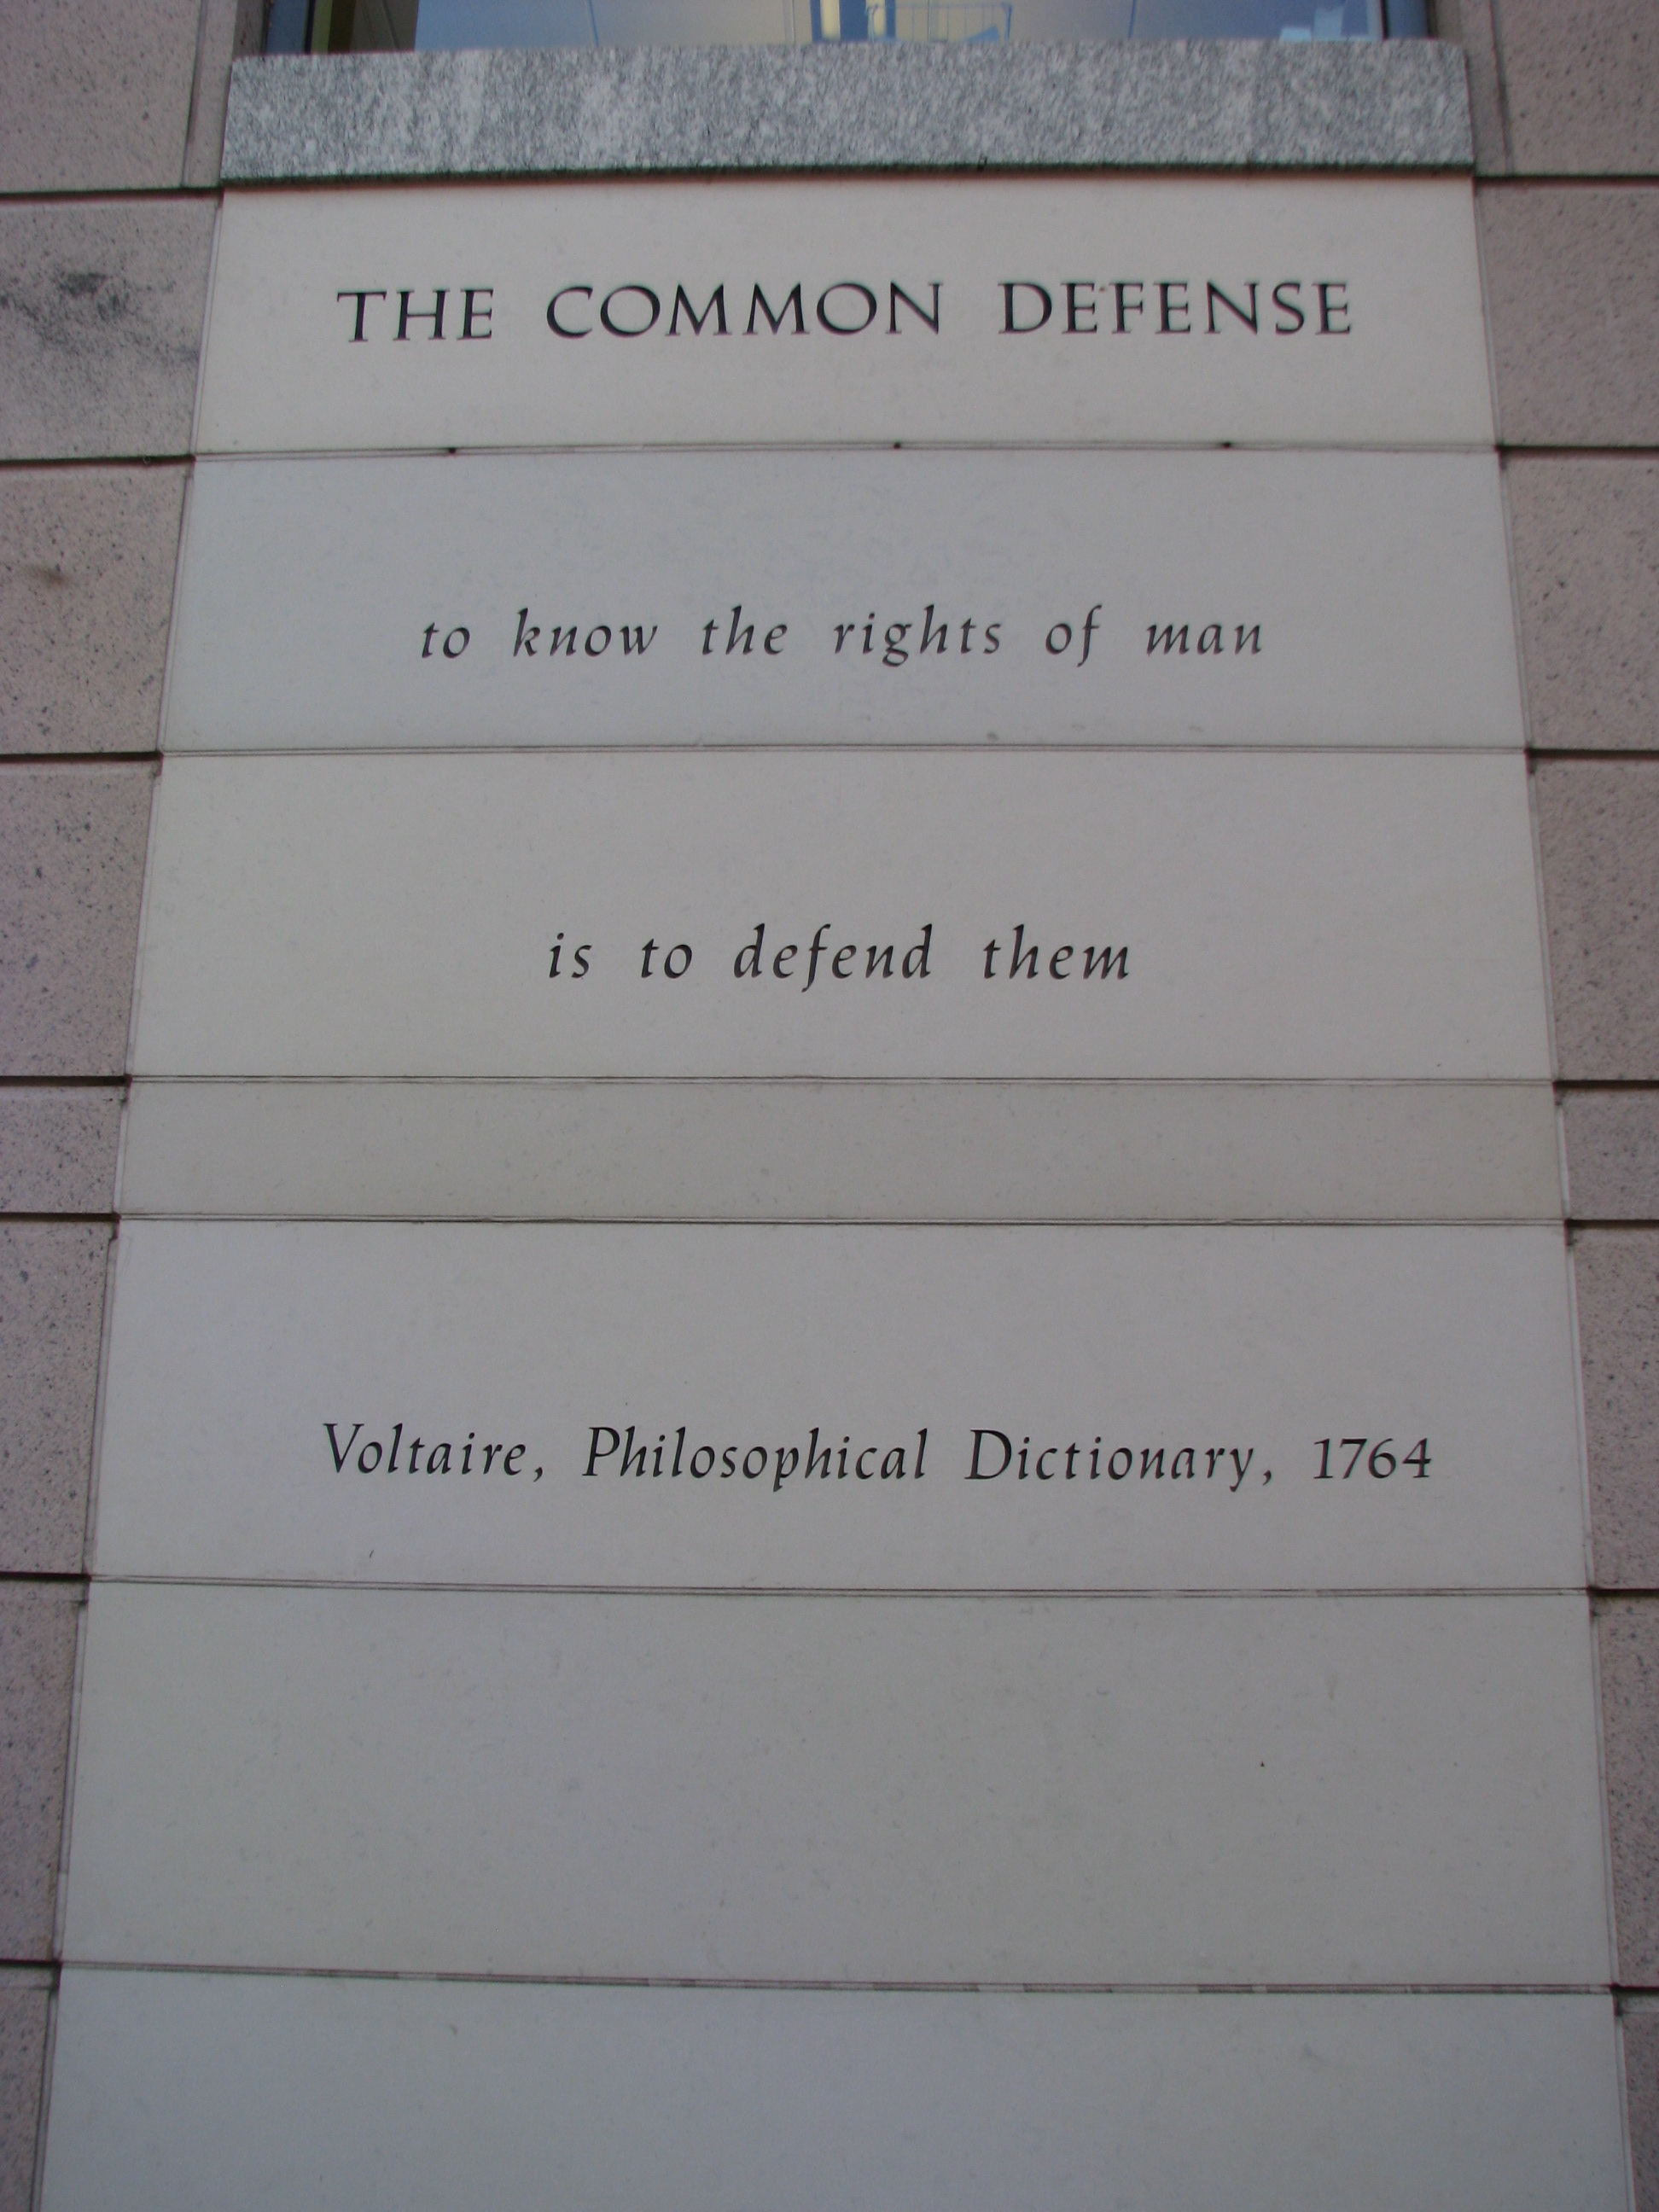 THE COMMON DEFENSE
to know the rights of man
is to defend them
Voltaire, Philosophical Dictionary, 1764